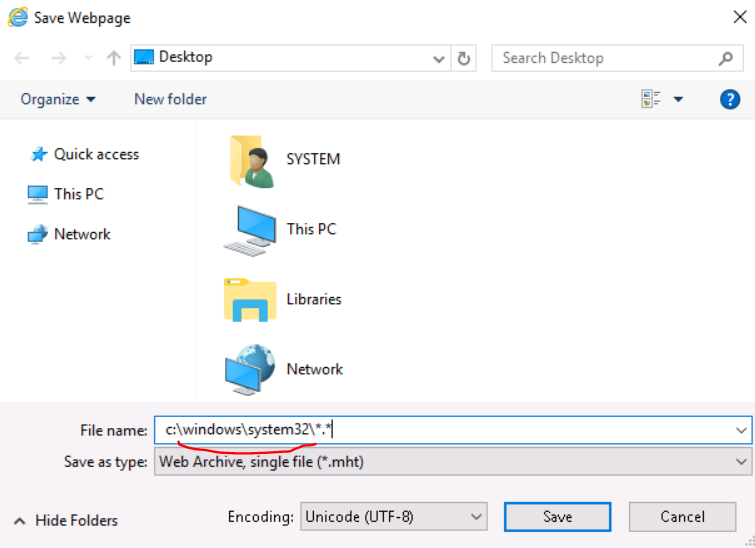 Save Webpage
Desktop
Search Desktop
Organize
New folder
?
Quick access
This PC
Network
SYSTEM
This PC
Libraries
Network
File name: c:\windows\system32\*.*
Save as type: Web Archive, single file (*.mht)
Hide Folders
Encoding: Unicode (UTF-8)
Save
Cancel